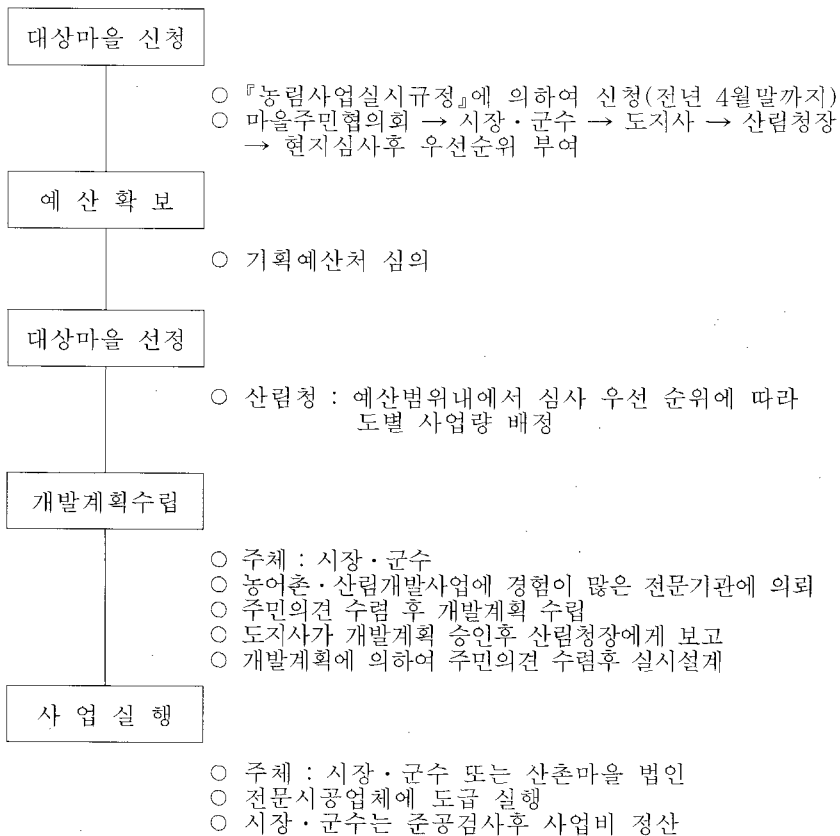 대상마을 신청
○ 『농림사업실시규정』에 의하여 신청(전년 4월말까지)
○ 마을주민협의회 → 시장·군수 → 도지사 → 산림청장
→ 현지심사후 우선순위 부여
예 산 확 보
○ 기획예산처 심의
대상마을 선정
○ 산림청 : 예산범위내에서 심사 우선 순위에 따라
도별 사업량 배정
개발계획수립
○ 주체 : 시장·군수
○ 농어촌·산림개발사업에 경험이 많은 전문기관에 의뢰
○ 주민의견 수렴 후 개발계획 수립
○ 도지사가 개발계획 승인후 산림청장에게 보고
○ 개발계획에 의하여 주민의견 수렴후 실시설계
사 업 실 행
○ 주체 : 시장·군수 또는 산촌마을 법인
○ 전문시공업체에 도급 실행
○ 시장·군수는 준공검사후 사업비 정산